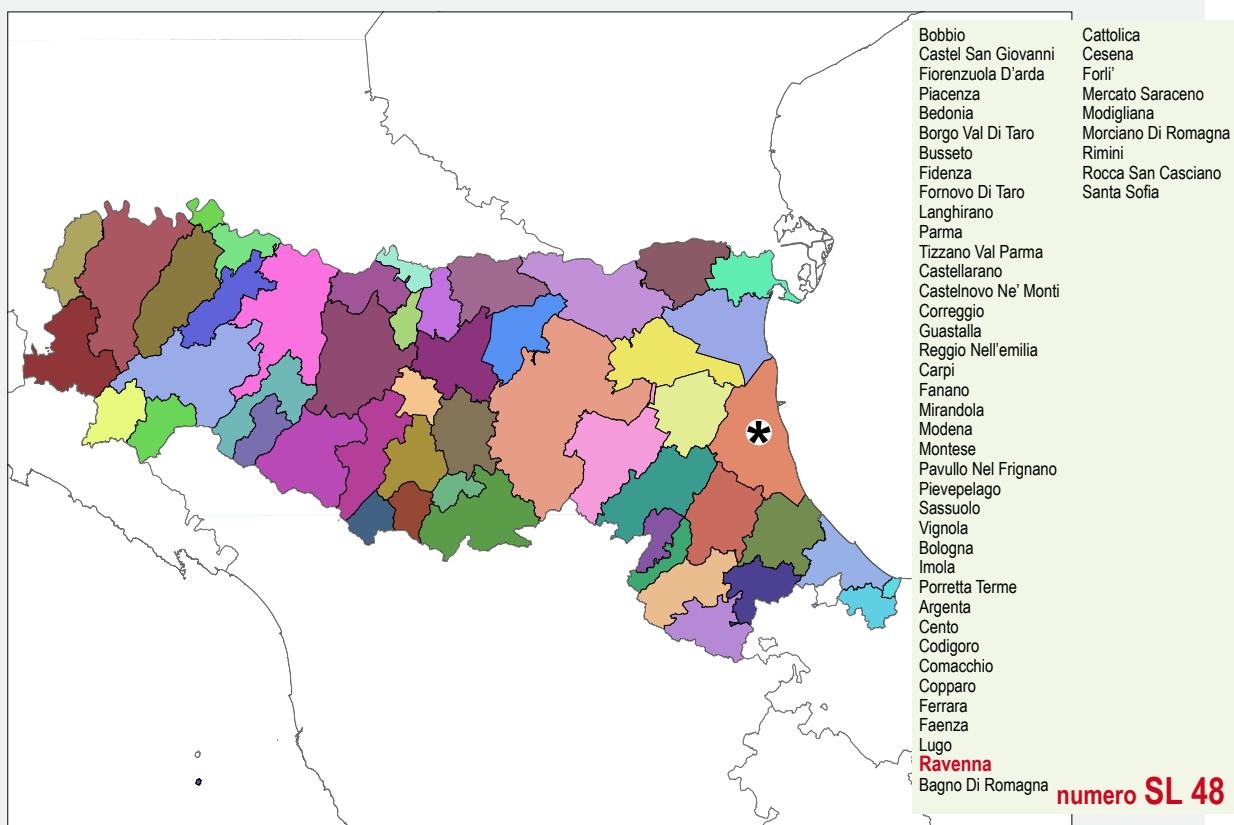 Bobbio
Castel San Giovanni
Fiorenzuola D'arda
Piacenza
Bedonia
Borgo Val Di Taro
Busseto
Fidenza
Fornovo Di Taro
Langhirano
Parma
Tizzano Val Parma
Castellarano
Castelnovo Ne' Monti
Correggio
Guastalla
Reggio Nell'emilia
Carpi
Fanano
Mirandola
Modena
Montese
Pavullo Nel Frignano
Pievepelago
Sassuolo
Vignola
Bologna
Imola
Porretta Terme
Argenta
Cento
Codigoro
Comacchio
Copparo
Ferrara
Faenza
Lugo
Ravenna
Bagno Di Romagna
Cattolica
Cesena
Forli'
Mercato Saraceno
Modigliana
Morciano Di Romagna
Rimini
Rocca San Casciano
Santa Sofia
numero SL 48
*